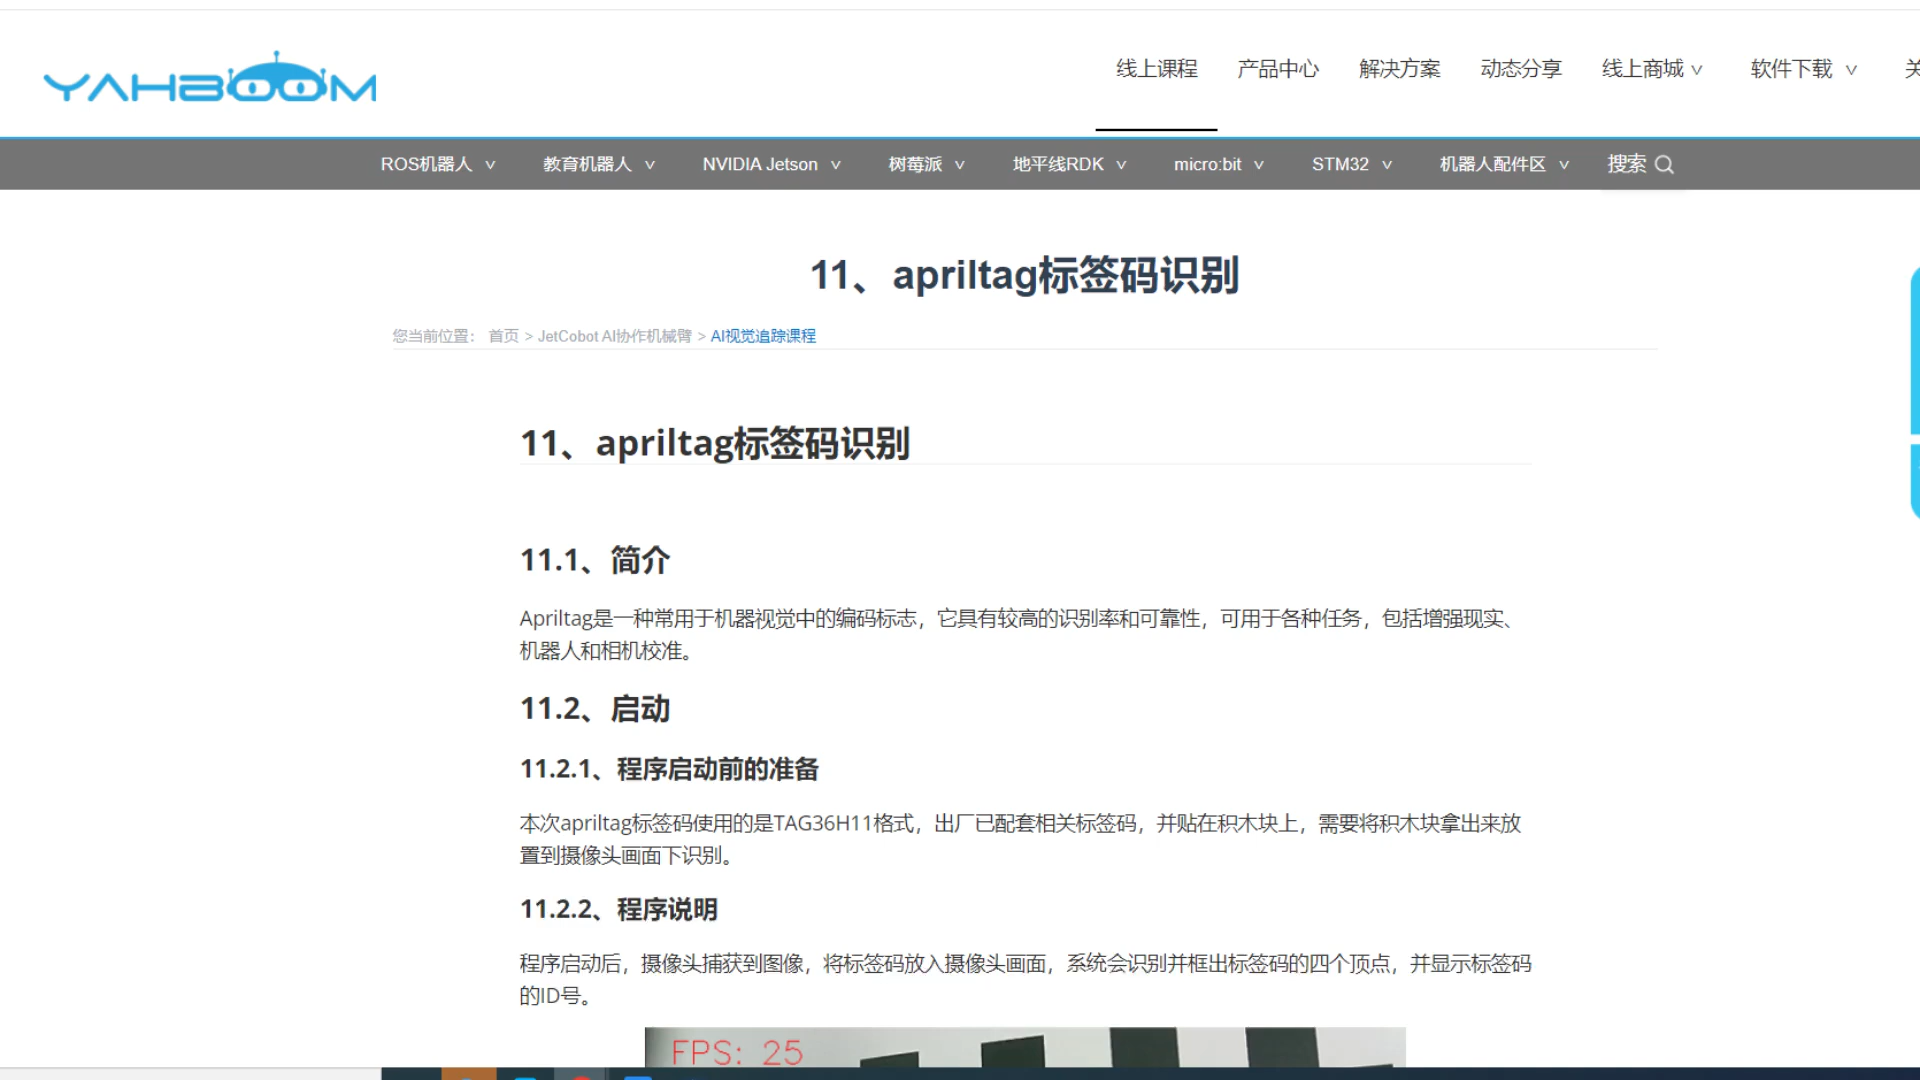 YAHBOOM
线上课程 产品中心 解决方案 动态分享 线上商城 软件下载 关
ROS机器人 教育机器人 NVIDIA Jetson 树莓派 地平线RDK micro:bit STM32 机器人配件区 搜索
11、apriltag标签码识别
您当前位置： 首页 > JetCobot AI协作机械臂 > AI视觉追踪课程
11、apriltag标签码识别
11.1、简介
Apriltag是一种常用于机器视觉中的编码标志，它具有较高的识别率和可靠性，可用于各种任务，包括增强现实、
机器人和相机校准。
11.2、启动
11.2.1、程序启动前的准备
本次apriltag标签码使用的是TAG36H11格式，出厂已配套相关标签码，并贴在积木块上，需要将积木块拿出来放
置到摄像头画面下识别。
11.2.2、程序说明
程序启动后，摄像头捕获到图像，将标签码放入摄像头画面，系统会识别并框出标签码的四个顶点，并显示标签码
的ID号。
FPS: 25